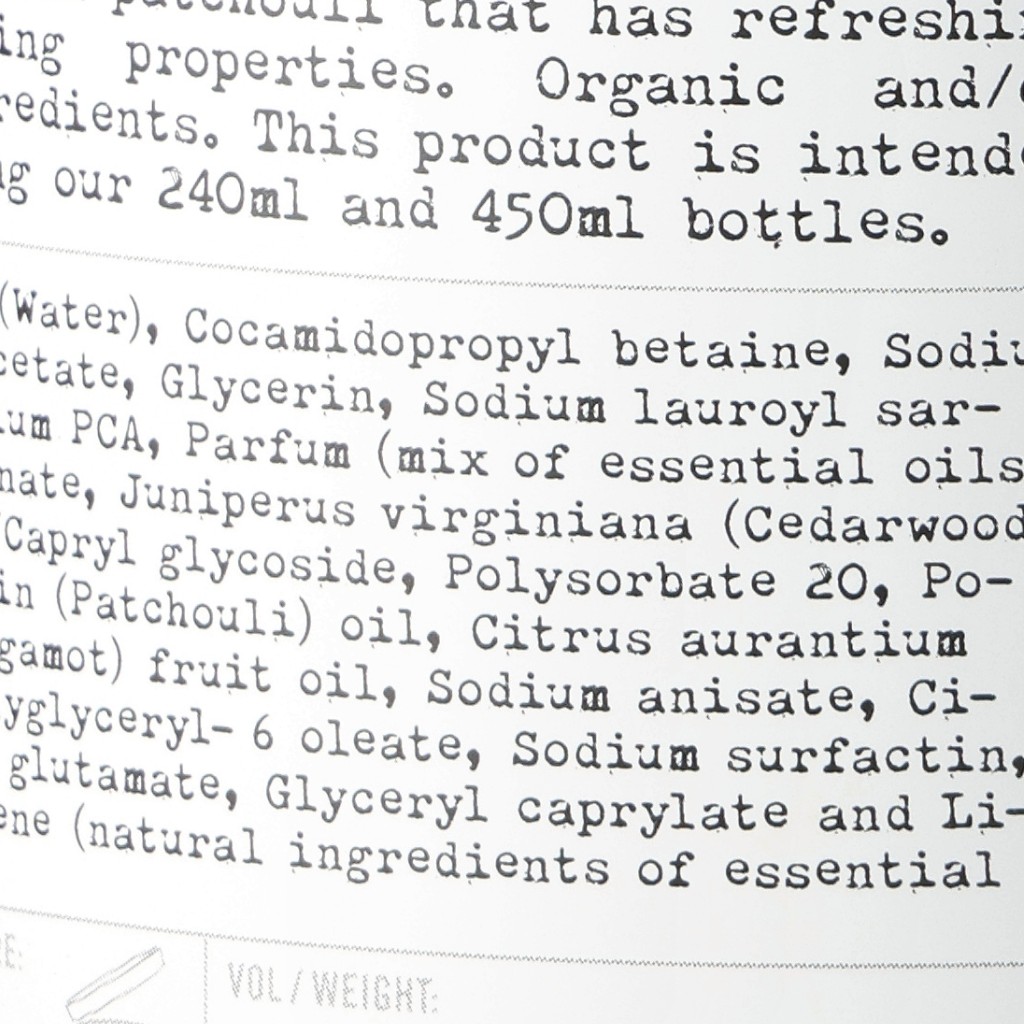 patchouli that has refreshi
ing properties. Organic and/
redients. This product is intend
g our 240ml and 450ml bottles.
(Water), Cocamidopropyl betaine, Sodiu
cetate, Glycerin, Sodium lauroyl sar-
ium PCA, Parfum (mix of essential oils
nate, Juniperus virginiana (Cedarwood
/Capryl glycoside, Polysorbate 20, Po-
in (Patchouli) oil, Citrus aurantium
gamot) fruit oil, Sodium anisate, Ci-
yglyceryl- 6 oleate, Sodium surfactin,
glutamate, Glyceryl caprylate and Li-
ene (natural ingredients of essential
E:
VOL / WEIGHT: